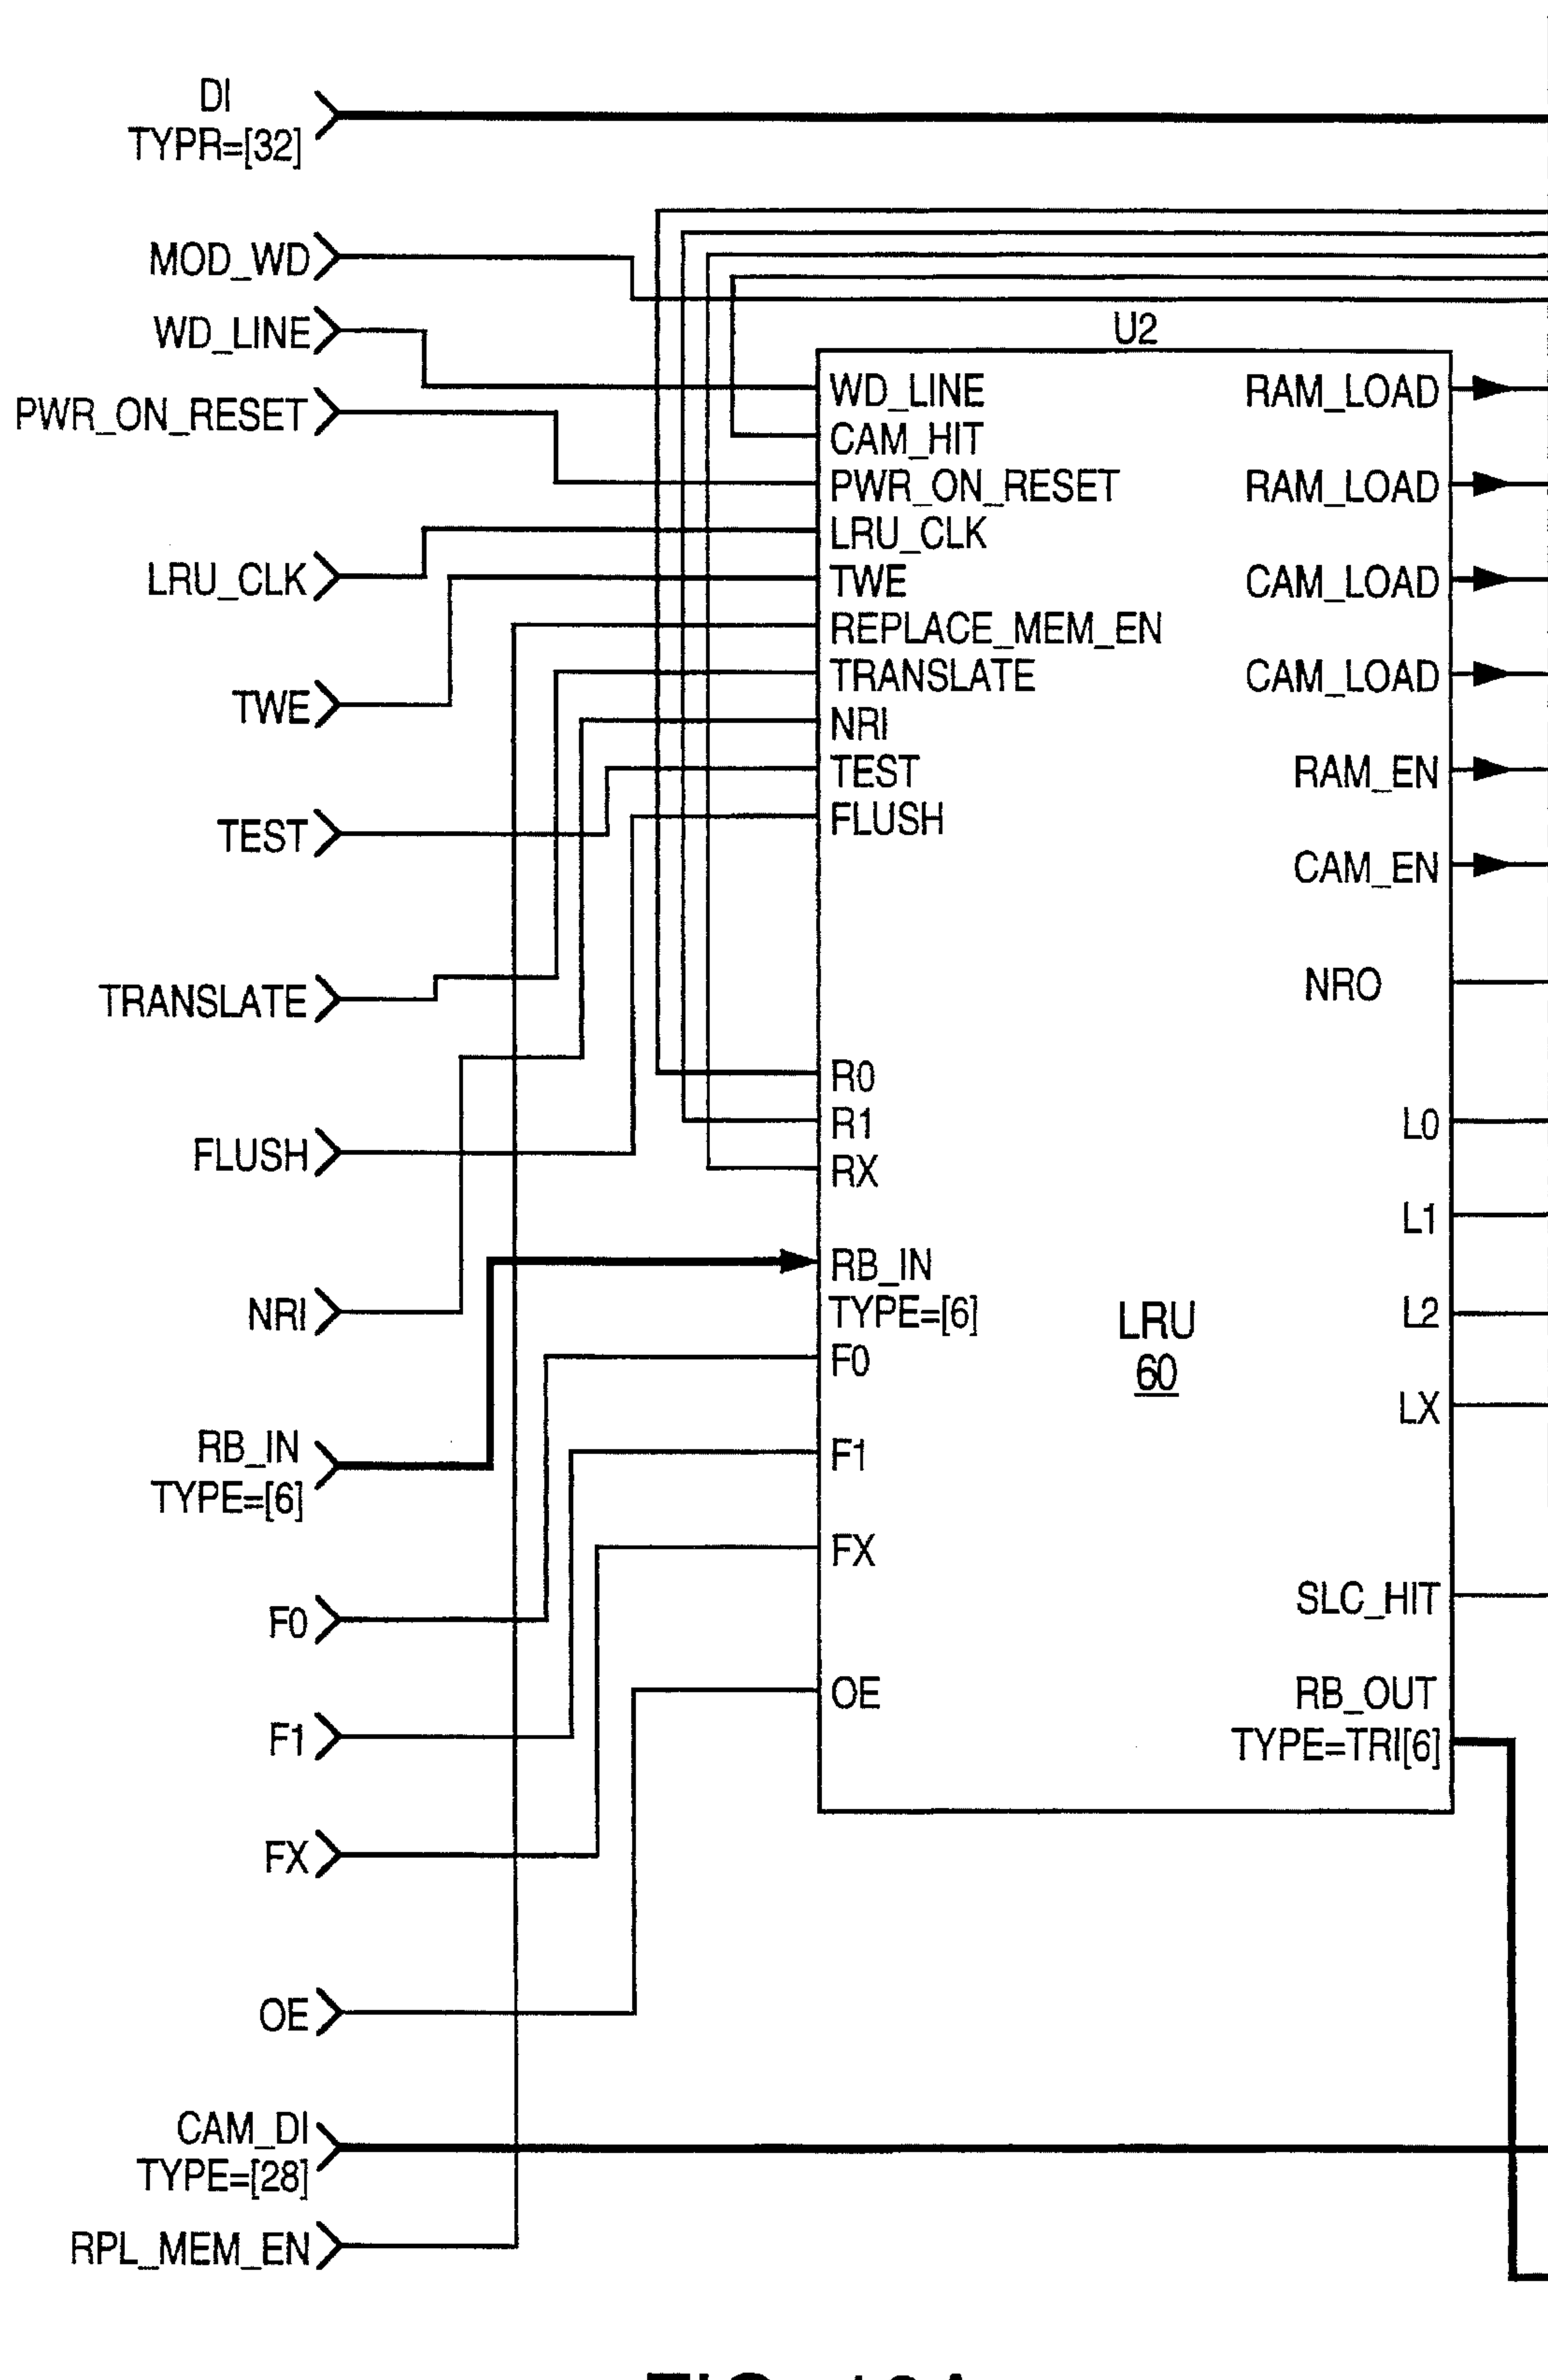 DI
TYPR=[32]
MOD_WD
WD_LINE
PWR_ON_RESET
LRU_CLK
TWE
TEST
TRANSLATE
FLUSH
NRI
RB_IN
TYPE=[6]
F0
F1
FX
OE
CAM_DI
TYPE=[28]
RPL_MEM_EN
U2
WD_LINE
CAM_HIT
PWR_ON_RESET
LRU_CLK
TWE
REPLACE_MEM_EN
TRANSLATE
NRI
TEST
FLUSH
R0
R1
RX
RB_IN
TYPE=[6]
F0
F1
FX
OE
LRU
60
RAM_LOAD
RAM_LOAD
CAM_LOAD
CAM_LOAD
RAM_EN
CAM_EN
NRO
L0
L1
L2
LX
SLC_HIT
RB_OUT
TYPE=TRI[6]